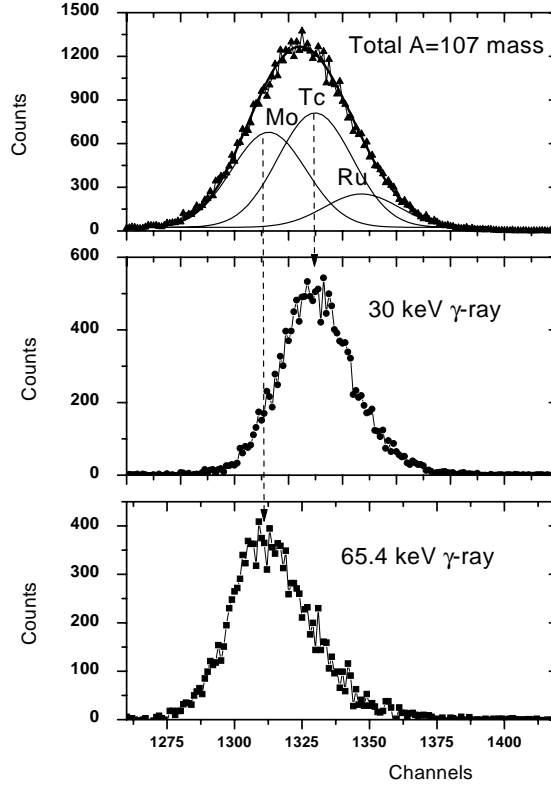 1500
Total A=107 mass
1200
Tc
Mo
900
Counts
600
Ru
300
0
600
30 keV γ-ray
400
Counts
200
0
400
65.4 keV γ-ray
300
Counts
200
100
0
1275 1300 1325 1350 1375 1400
Channels